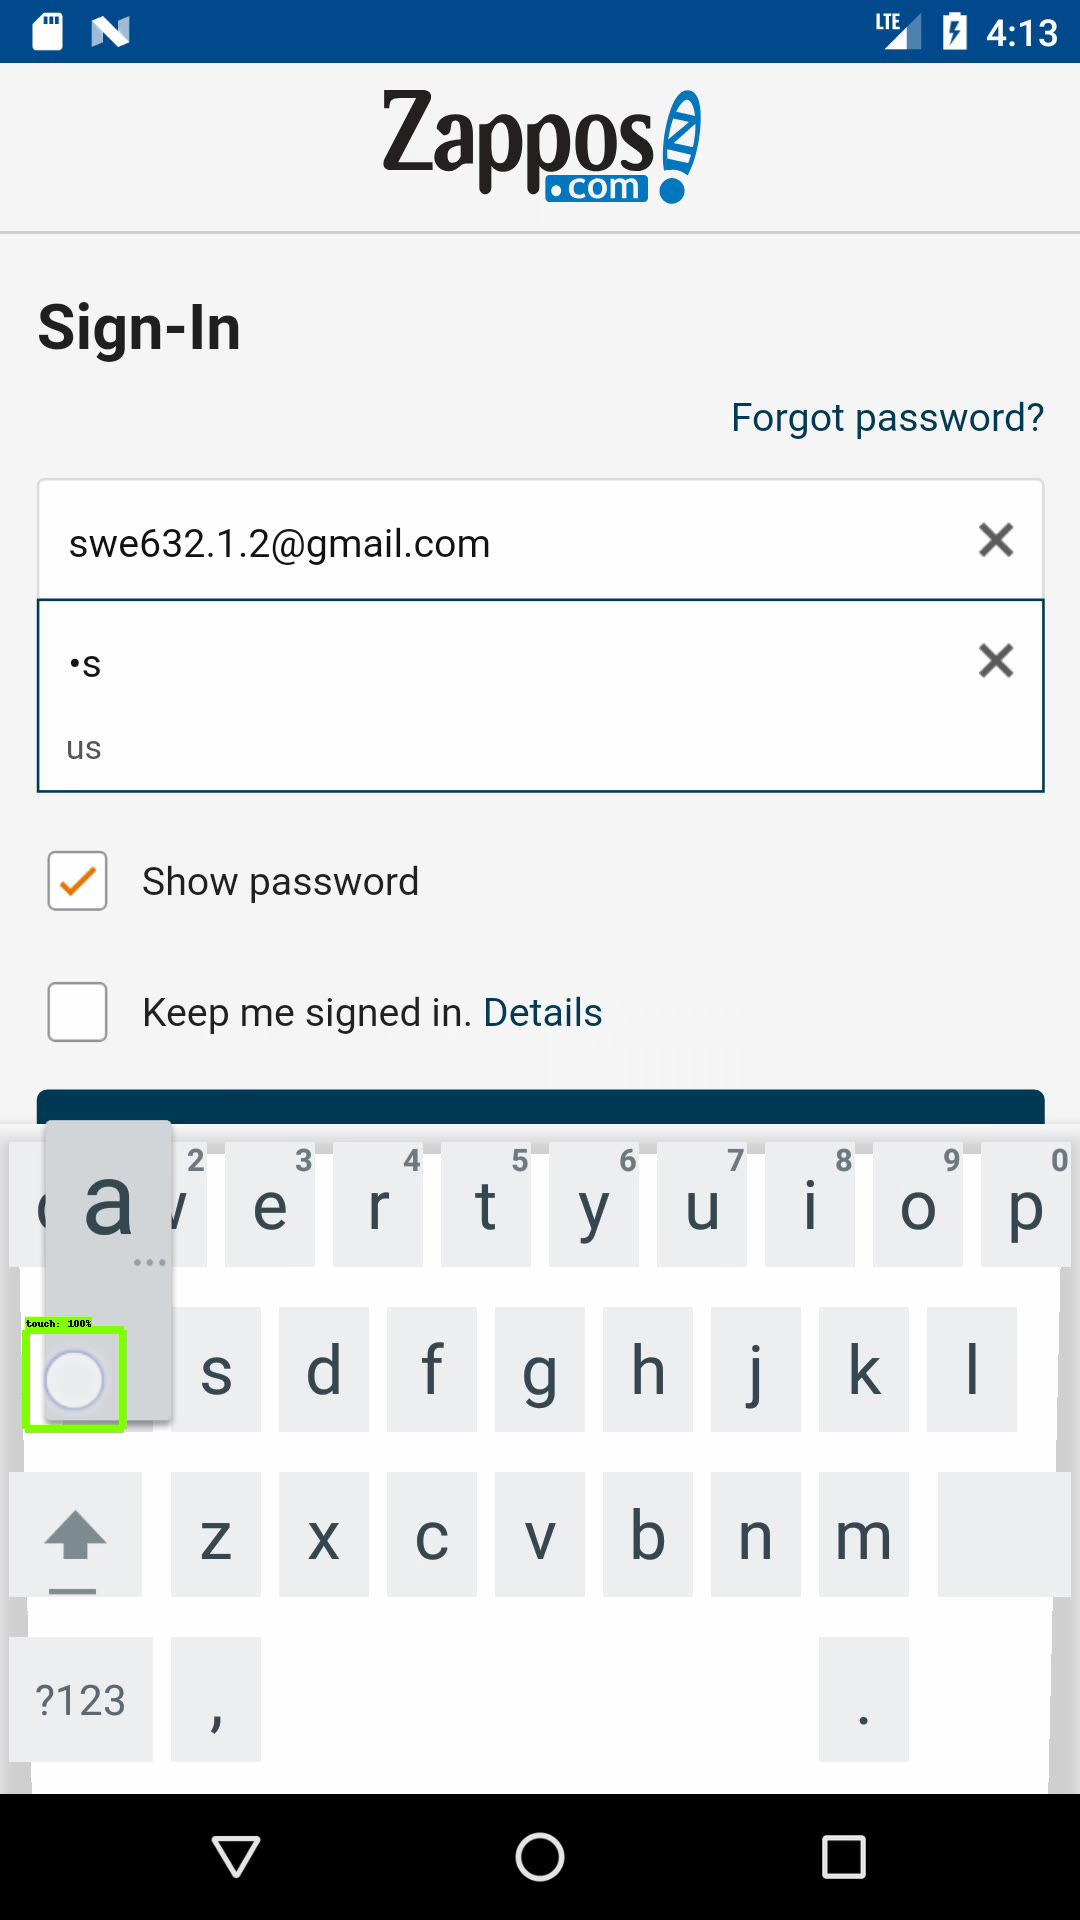 LTE 4:13
Zappos
.com
Sign-In
Forgot password?
swe632.1.2@gmail.com
•s
us
Show password
Keep me signed in. Details
2 3 4 5 6 7 8 9 0
a e r t y u i o p
touch: 100%
s d f g h j k l
z x c v b n m
?123 , .